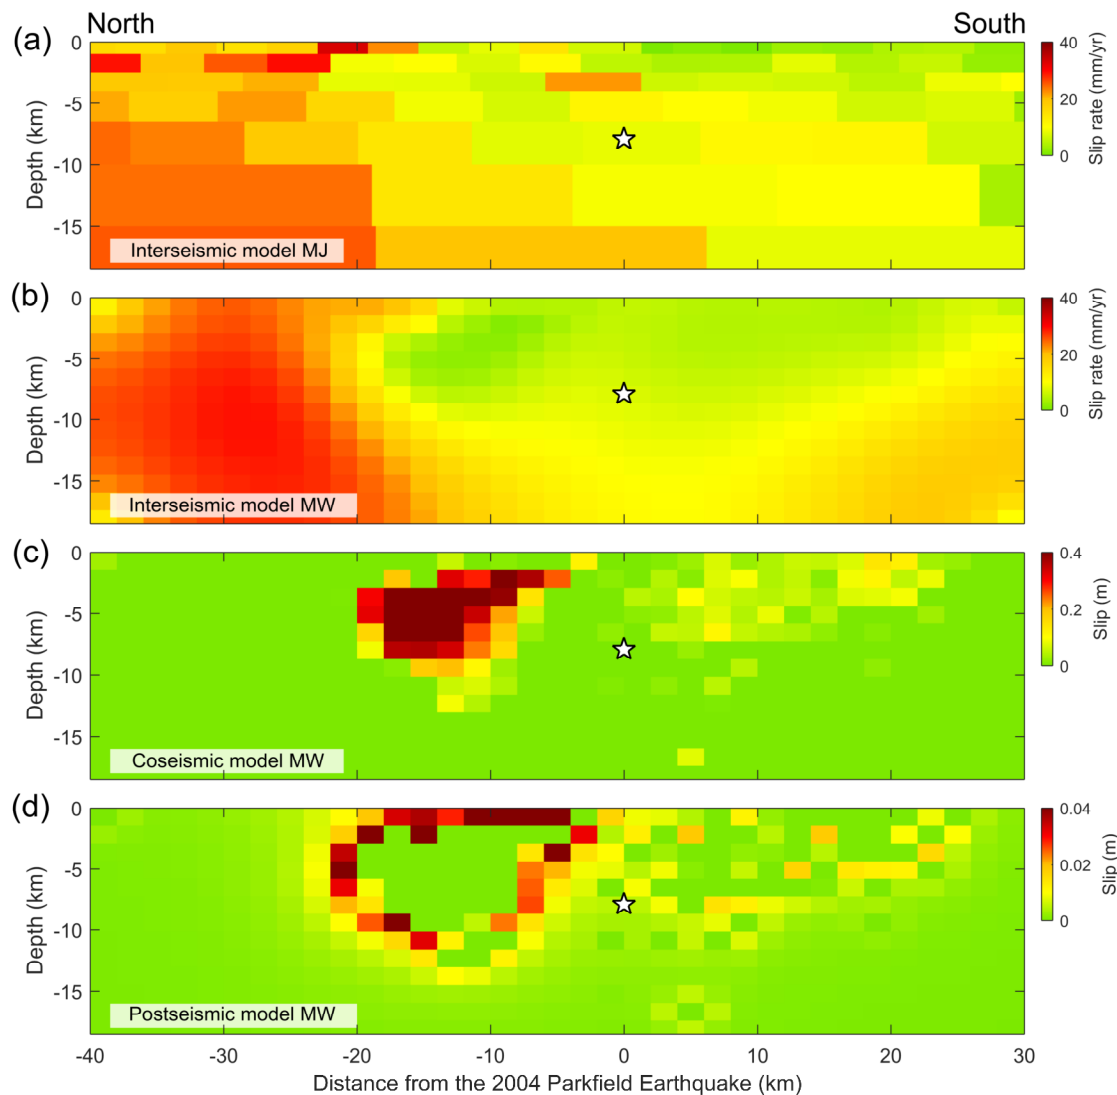 North South
(a)
0
-5
-10
-15
Depth (km)
Interseismic model MJ
40
20
0
Slip rate (mm/yr)
(b)
0
-5
-10
-15
Depth (km)
Interseismic model MW
40
20
0
Slip rate (mm/yr)
(c)
0
-5
-10
-15
Depth (km)
Coseismic model MW
0.4
0.2
0
Slip (m)
(d)
0
-5
-10
-15
Depth (km)
Postseismic model MW
0.04
0.02
0
Slip (m)
-40 -30 -20 -10 0 10 20 30
Distance from the 2004 Parkfield Earthquake (km)